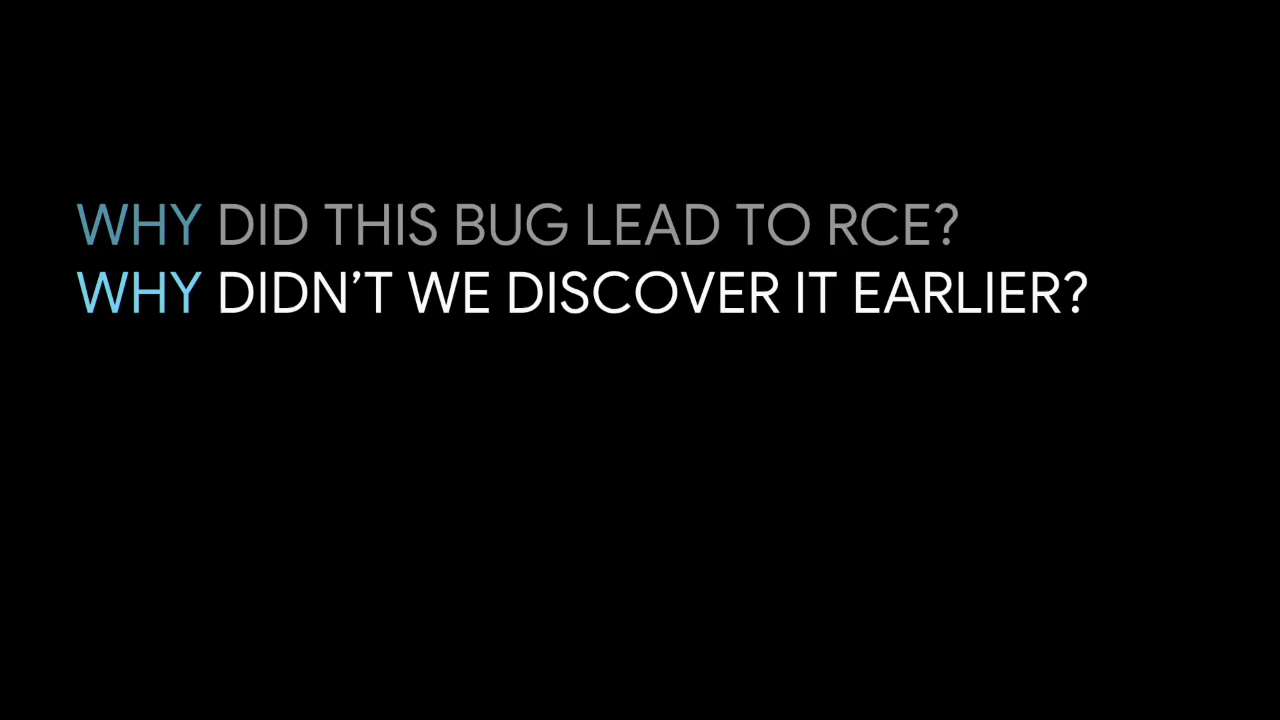 WHY DID THIS BUG LEAD TO RCE?
WHY DIDN’T WE DISCOVER IT EARLIER?